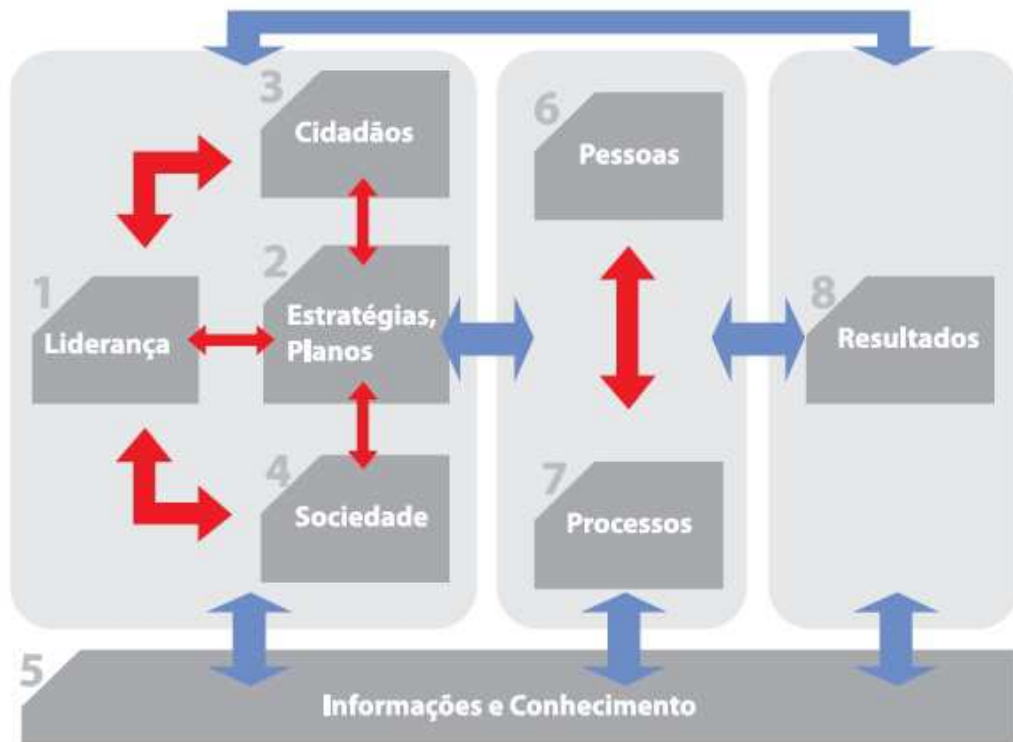 3
Cidadãos
6
Pessoas
1
Liderança
2
Estratégias,
Planos
8
Resultados
4
Sociedade
7
Processos
5
Informações e Conhecimento